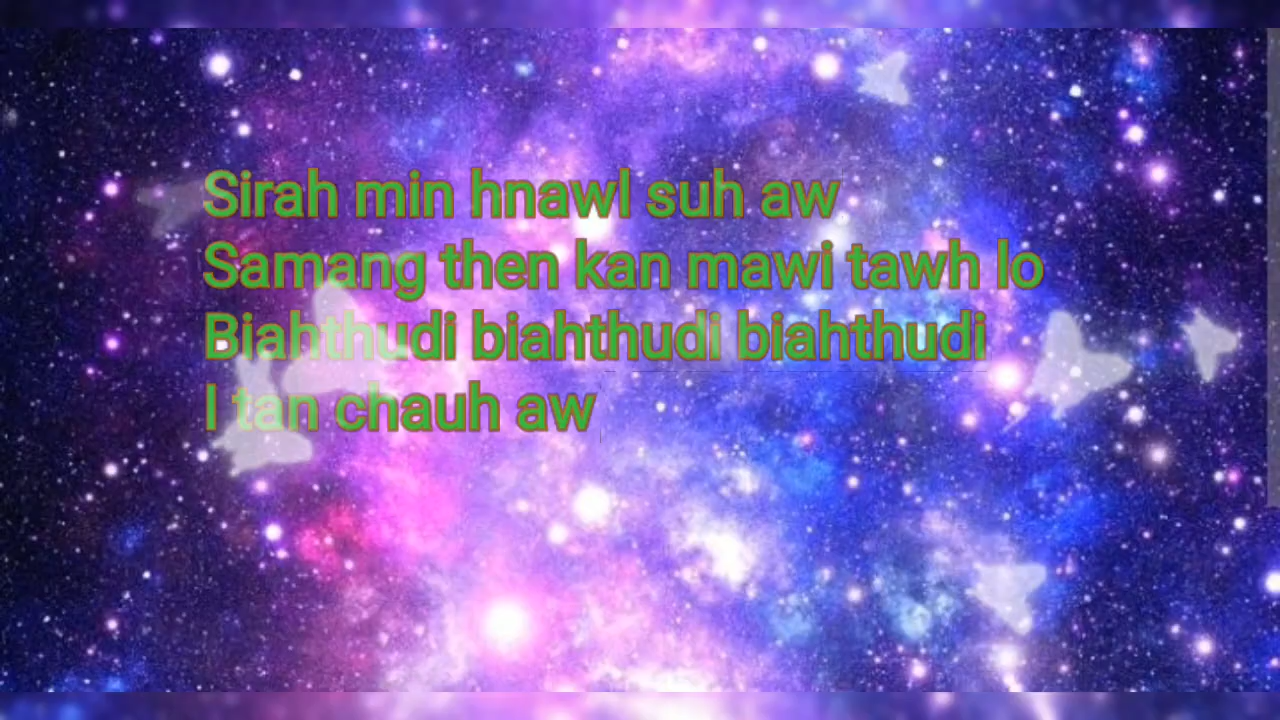 Sirah min hnawl suh aw
Samang then kan mawi tawh lo
Biahthudi biahthudi biahthudi
I tan chauh aw